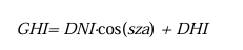 GHI= DNI·cos(sza) + DHI